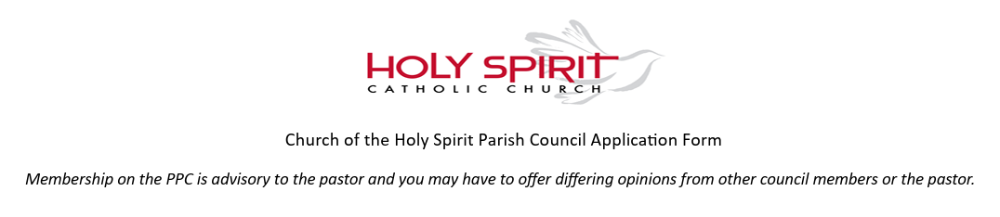 HOLY SPIRIT
CATHOLIC CHURCH
Church of the Holy Spirit Parish Council Application Form
Membership on the PPC is advisory to the pastor and you may have to offer differing opinions from other council members or the pastor.